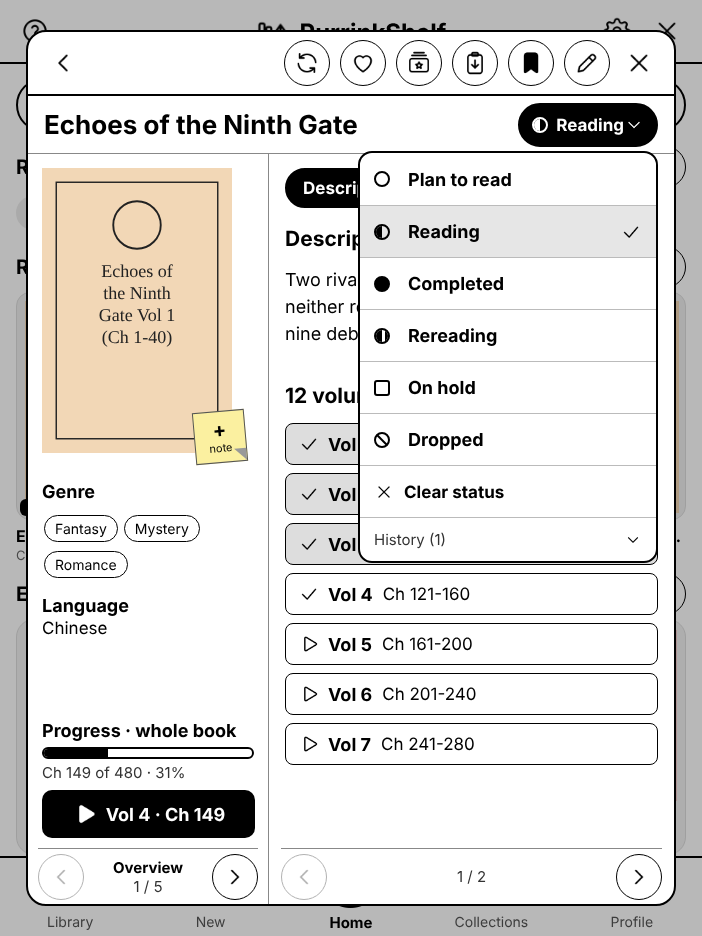 Echoes of the Ninth Gate
Reading
Echoes of
the Ninth
Gate Vol 1
(Ch 1-40)
+
note
Genre
Fantasy
Mystery
Romance
Language
Chinese
Progress · whole book
Ch 149 of 480 · 31%
Vol 4 · Ch 149
Overview
1 / 5
Plan to read
Reading
Completed
Rereading
On hold
Dropped
Clear status
History (1)
Two
neither
nine
12
Vol
Vol
Vol
Vol 4 Ch 121-160
Vol 5 Ch 161-200
Vol 6 Ch 201-240
Vol 7 Ch 241-280
1 / 2
Library
New
Home
Collections
Profile